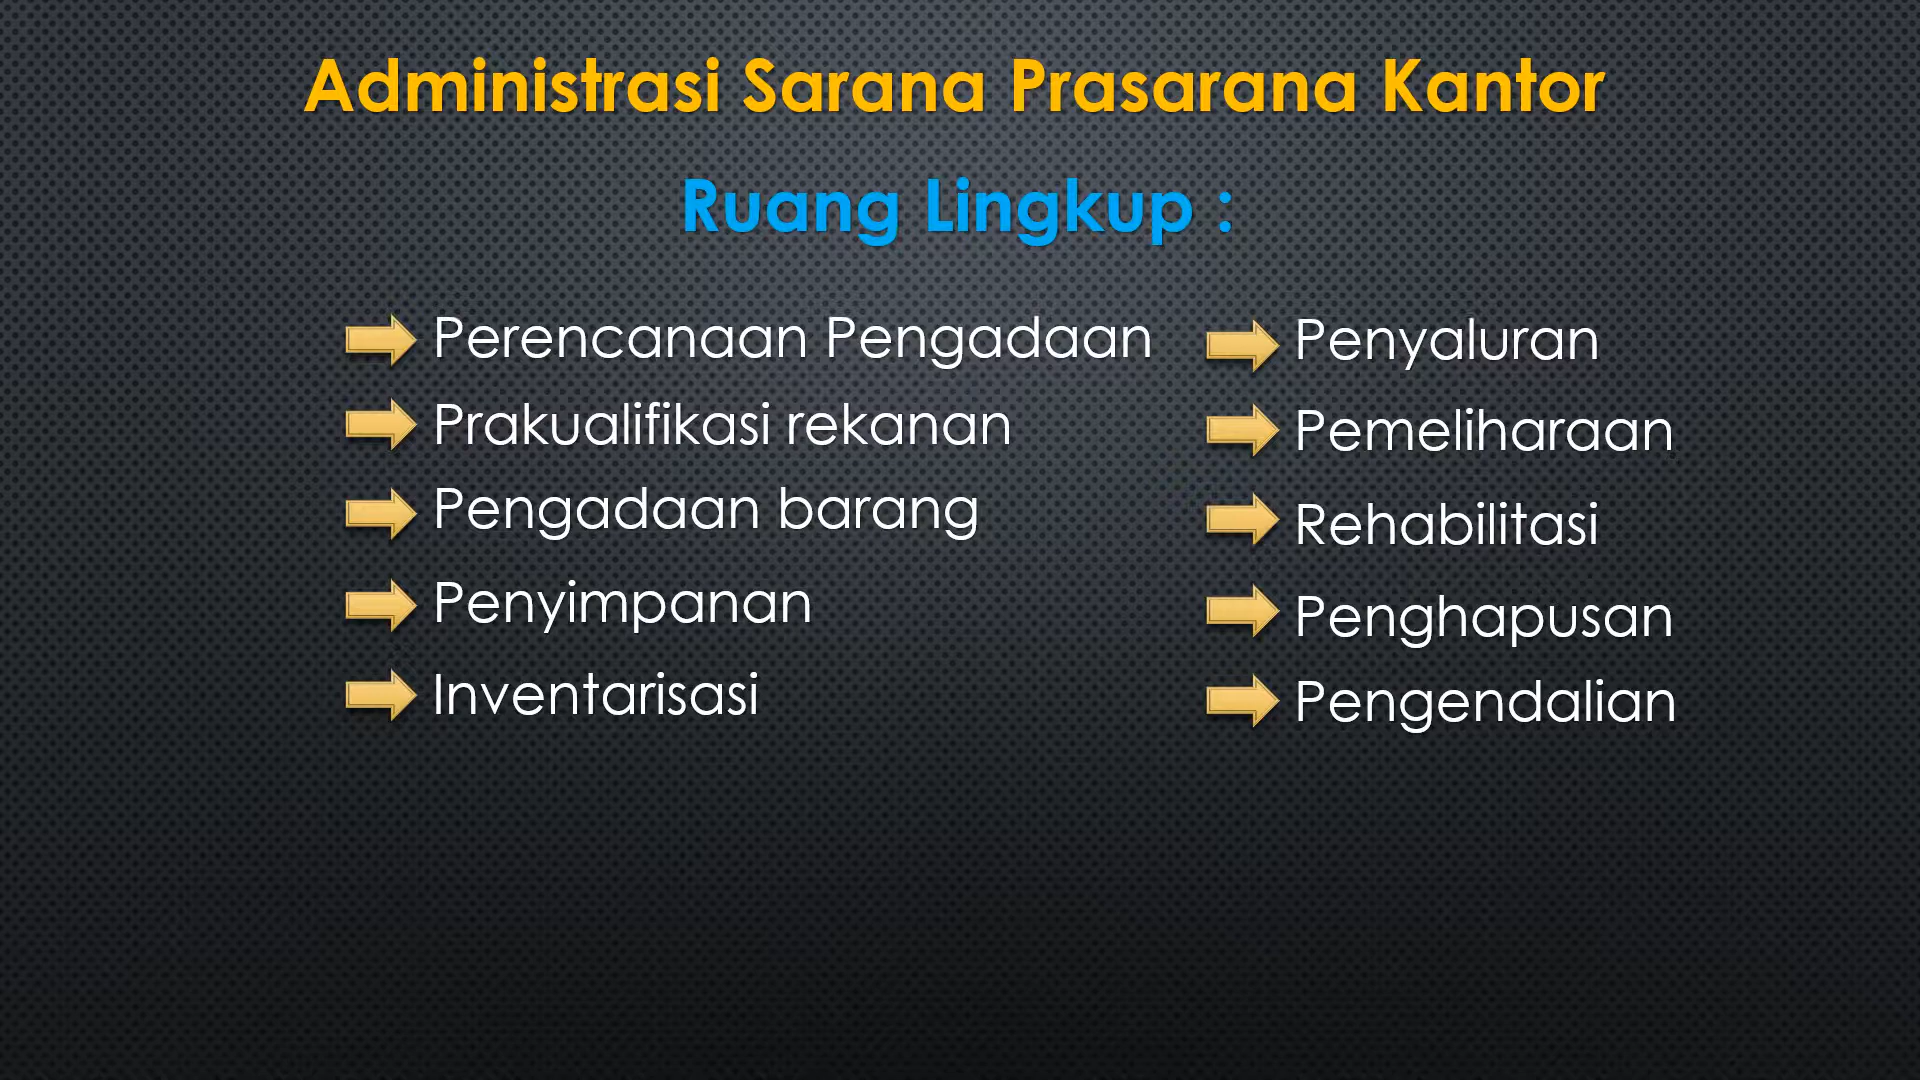 Administrasi Sarana Prasarana Kantor
Ruang Lingkup :
Perencanaan Pengadaan
Prakualifikasi rekanan
Pengadaan barang
Penyimpanan
Inventarisasi
Penyaluran
Pemeliharaan
Rehabilitasi
Penghapusan
Pengendalian